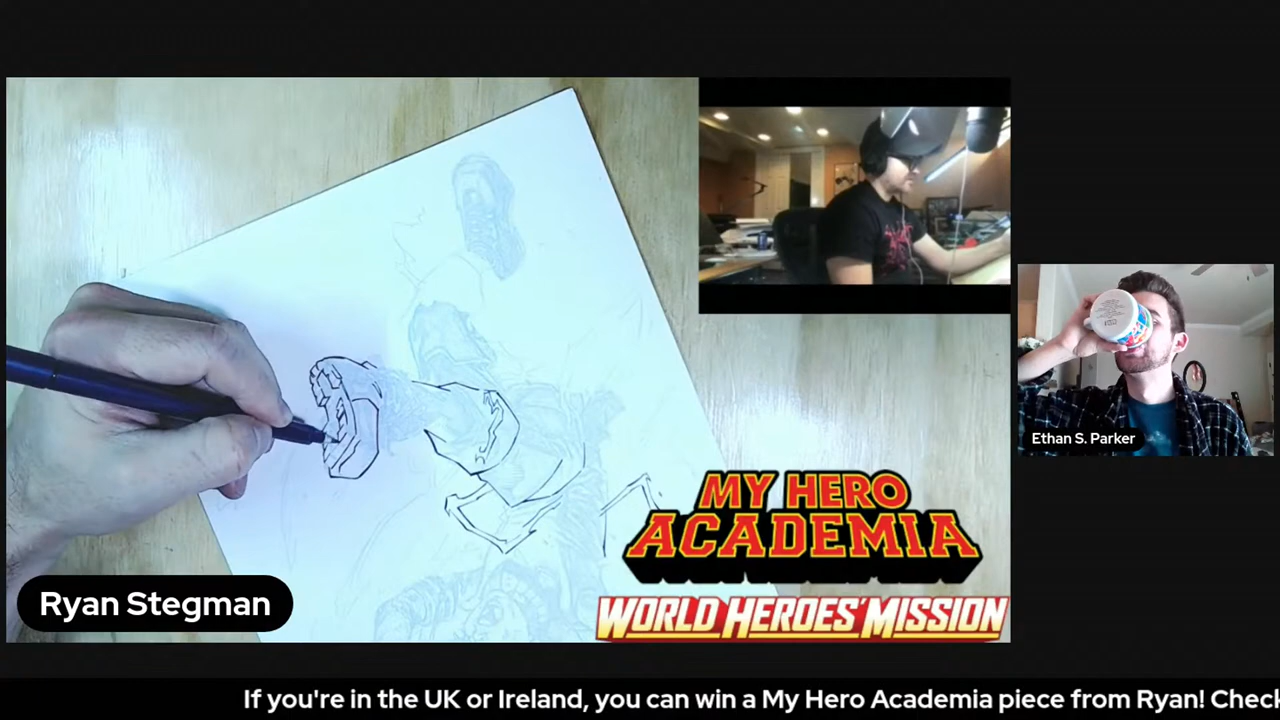 Ryan Stegman
MY HERO
ACADEMIA
WORLD HEROES' MISSION
Ethan S. Parker
If you're in the UK or Ireland, you can win a My Hero Academia piece from Ryan! Check